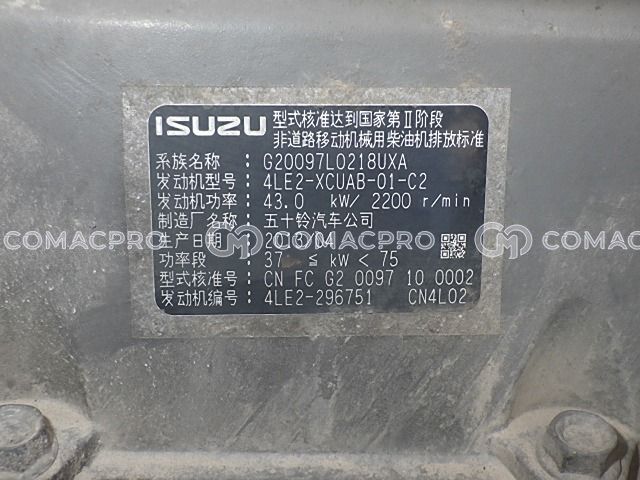 ISUZU
型式核准达到国家第Ⅱ阶段
非道路移动机械用柴油机排放标准
系族名称 : G20097L0218UXA
发动机型号: 4LE2-XCUAB-01-C2
发动机功率: 43.0 kW/ 2200 r/min
制造厂名称: 五十铃汽车公司
生产日期 : 2013/04
功率段 : 37 ≦ kW < 75
型式核准号: CN FC G2 0097 10 0002
发动机编号: 4LE2-296751 CN4L02
COMACPRO COMACPRO COMACPRO